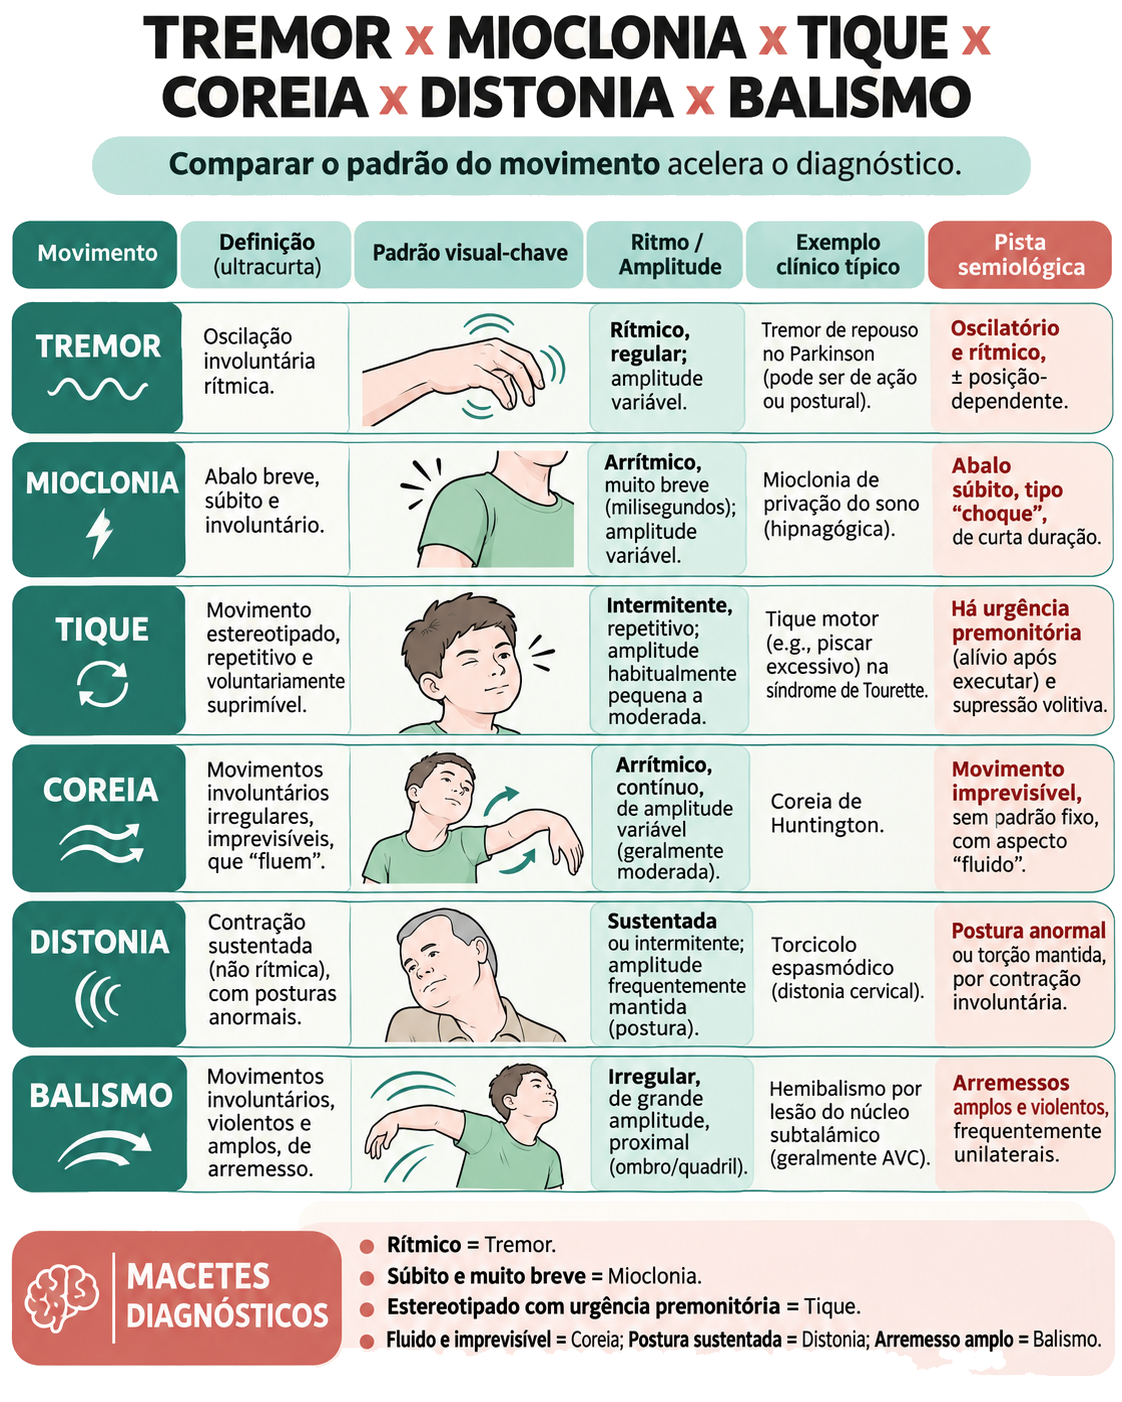 TREMOR x MIOCLONIA x TIQUE x
COREIA x DISTONIA x BALISMO
Comparar o padrão do movimento acelera o diagnóstico.
Movimento
Definição
(ultracurta)
Padrão visual-chave
Ritmo /
Amplitude
Exemplo
clínico típico
Pista
semiológica
TREMOR
Oscilação
involuntária
rítmica.
Rítmico,
regular;
amplitude
variável.
Tremor de repouso
no Parkinson
(pode ser de ação
ou postural).
Oscilatório
e rítmico,
± posição-
dependente.
MIOCLONIA
Abalo breve,
súbito e
involuntário.
Arrítmico,
muito breve
(milisegundos);
amplitude
variável.
Mioclonia de
privação do sono
(hipnagógica).
Abalo
súbito, tipo
“choque”,
de curta duração.
TIQUE
Movimento
estereotipado,
repetitivo e
voluntariamente
suprimível.
Intermitente,
repetitivo;
amplitude
habitualmente
pequena a
moderada.
Tique motor
(e.g., piscar
excessivo) na
síndrome de Tourette.
Há urgência
premonitória
(alívio após
executar) e
supressão volitiva.
COREIA
Movimentos
involuntários
irregulares,
imprevisíveis,
que “fluem”.
Arrítmico,
contínuo,
de amplitude
variável
(geralmente
moderada).
Coreia de
Huntington.
Movimento
imprevisível,
sem padrão fixo,
com aspecto
“fluido”.
DISTONIA
Contração
sustentada
(não rítmica),
com posturas
anormais.
Sustentada
ou intermitente;
amplitude
frequentemente
mantida
(postura).
Torcicolo
espasmódico
(distonia cervical).
Postura anormal
ou torção mantida,
por contração
involuntária.
BALISMO
Movimentos
involuntários,
violentos e
amplos, de
arremesso.
Irregular,
de grande
amplitude,
proximal
(ombro/quadril).
Hemibalismo por
lesão do núcleo
subtalámico
(geralmente AVC).
Arremessos
amplos e violentos,
frequentemente
unilaterais.
MACETES
DIAGNÓSTICOS
Rítmico = Tremor.
Súbito e muito breve = Mioclonia.
Estereotipado com urgência premonitória = Tique.
Fluido e imprevisível = Coreia; Postura sustentada = Distonia; Arremesso amplo = Balismo.